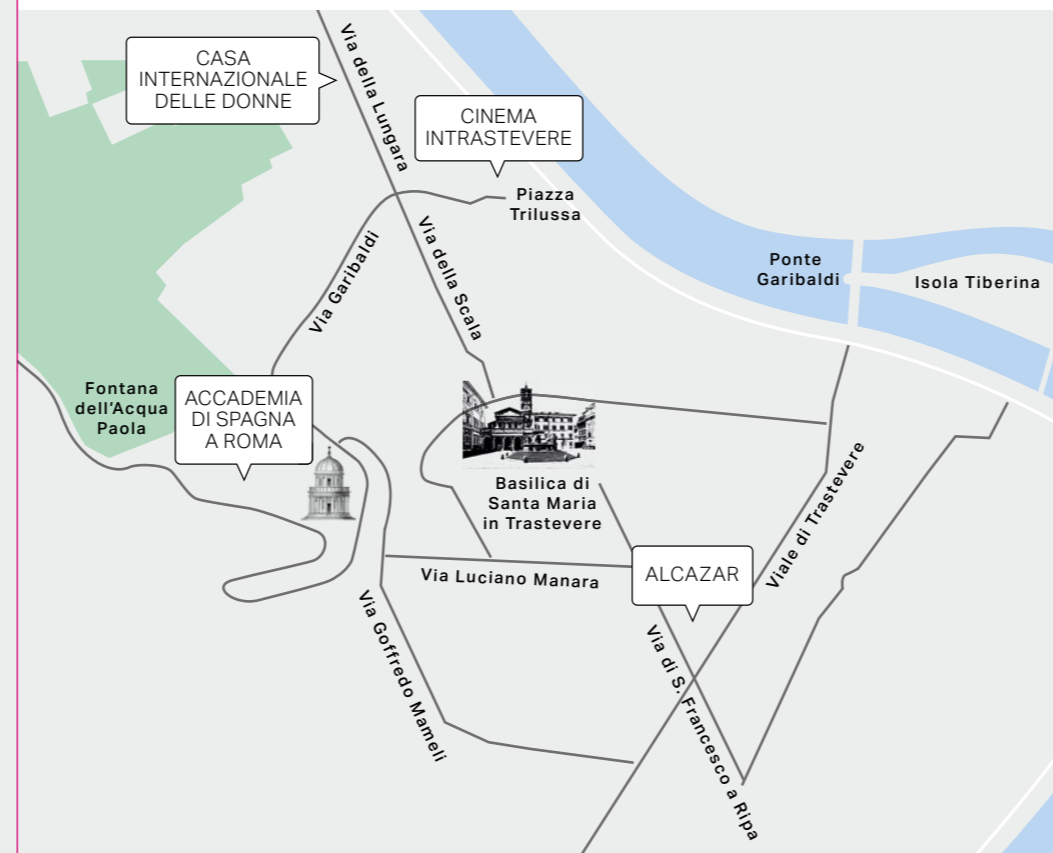 CASA
INTERNAZIONALE
DELLE DONNE
Via della Lungara
CINEMA
INTRASTEVERE
Piazza
Trilussa
Via della Scala
Via Garibaldi
Ponte
Garibaldi
Isola Tiberina
Fontana
dell'Acqua
Paola
ACCADEMIA
DI SPAGNA
A ROMA
Basilica di
Santa Maria
in Trastevere
Viale di Trastevere
Via Luciano Manara
ALCAZAR
Via Goffredo Mameli
Via di S. Francesco a Ripa